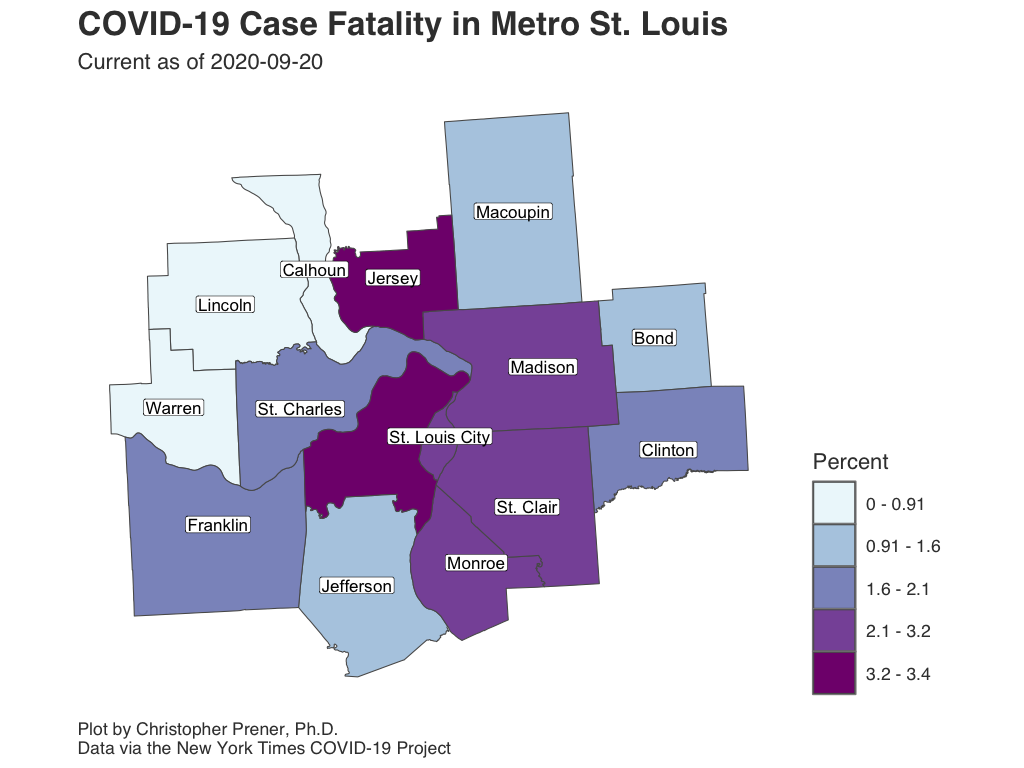 COVID-19 Case Fatality in Metro St. Louis
Current as of 2020-09-20
Macoupin
Calhoun
Jersey
Lincoln
Bond
Madison
Warren
St. Charles
St. Louis City
Clinton
St. Clair
Franklin
Monroe
Jefferson
Percent
0 - 0.91
0.91 - 1.6
1.6 - 2.1
2.1 - 3.2
3.2 - 3.4
Plot by Christopher Prener, Ph.D.
Data via the New York Times COVID-19 Project